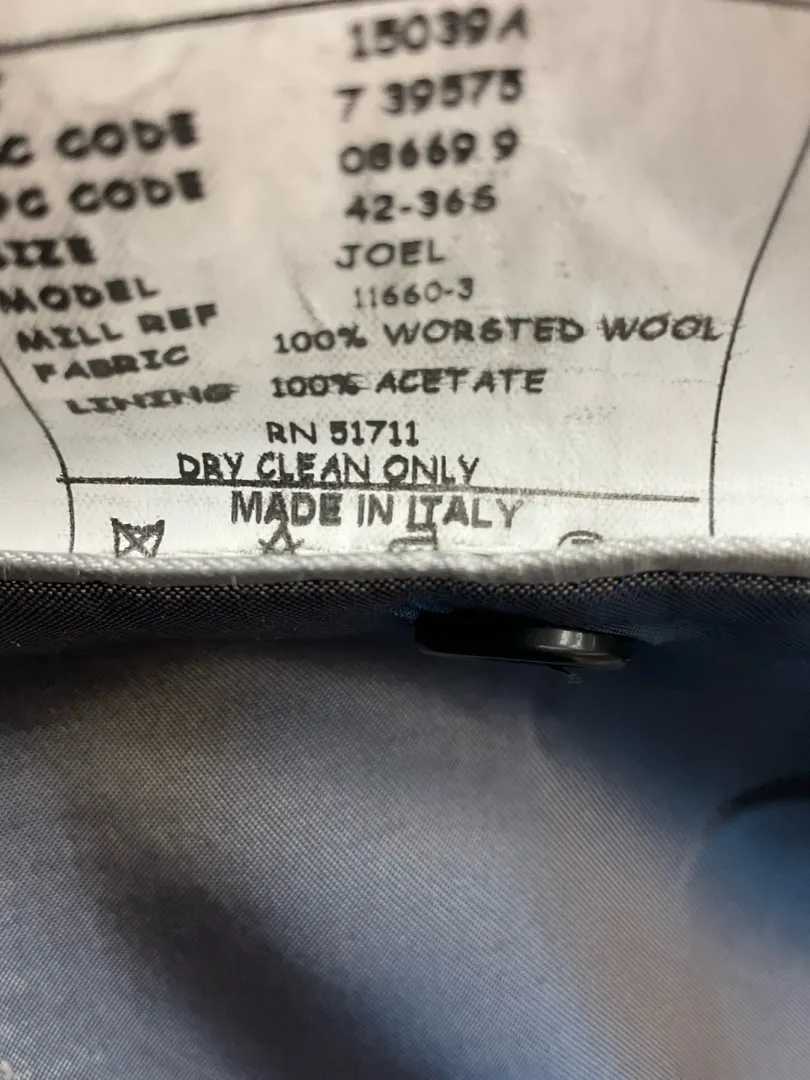 15039A
7 39575
C CODE 08669 9
PC CODE 42-36S
SIZE JOEL
MODEL 11660-3
MILL REF 100% WORSTED WOOL
FABRIC 100% ACETATE
LINING
RN 51711
DRY CLEAN ONLY
MADE IN ITALY